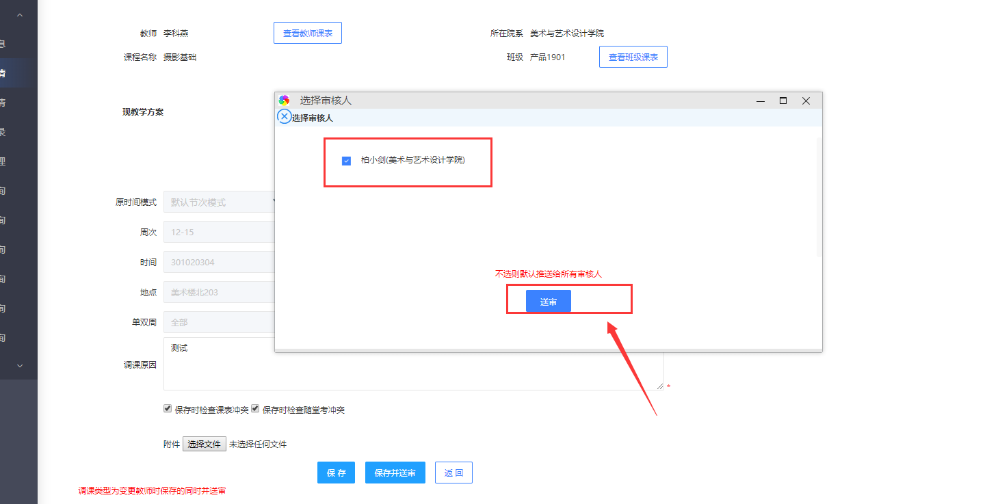 教师 李科燕 查看教师课表 所在院系 美术与艺术设计学院
课程名称 摄影基础 班级 产品1901 查看班级课表
现教学方案
选择审核人
选择审核人
柏小剑(美术与艺术设计学院)
不选则默认推送给所有审核人
送审
原时间模式 默认节次模式
周次 12-15
时间 301020304
地点 美术楼北203
单双周 全部
调课原因 测试
*
保存时检查课表冲突 保存时检查随堂考冲突
附件 选择文件 未选择任何文件
保 存 保存并送审 返 回
调课类型为变更教师时保存的同时并送审
息
情
情
录
理
询
询
询
询
询
询